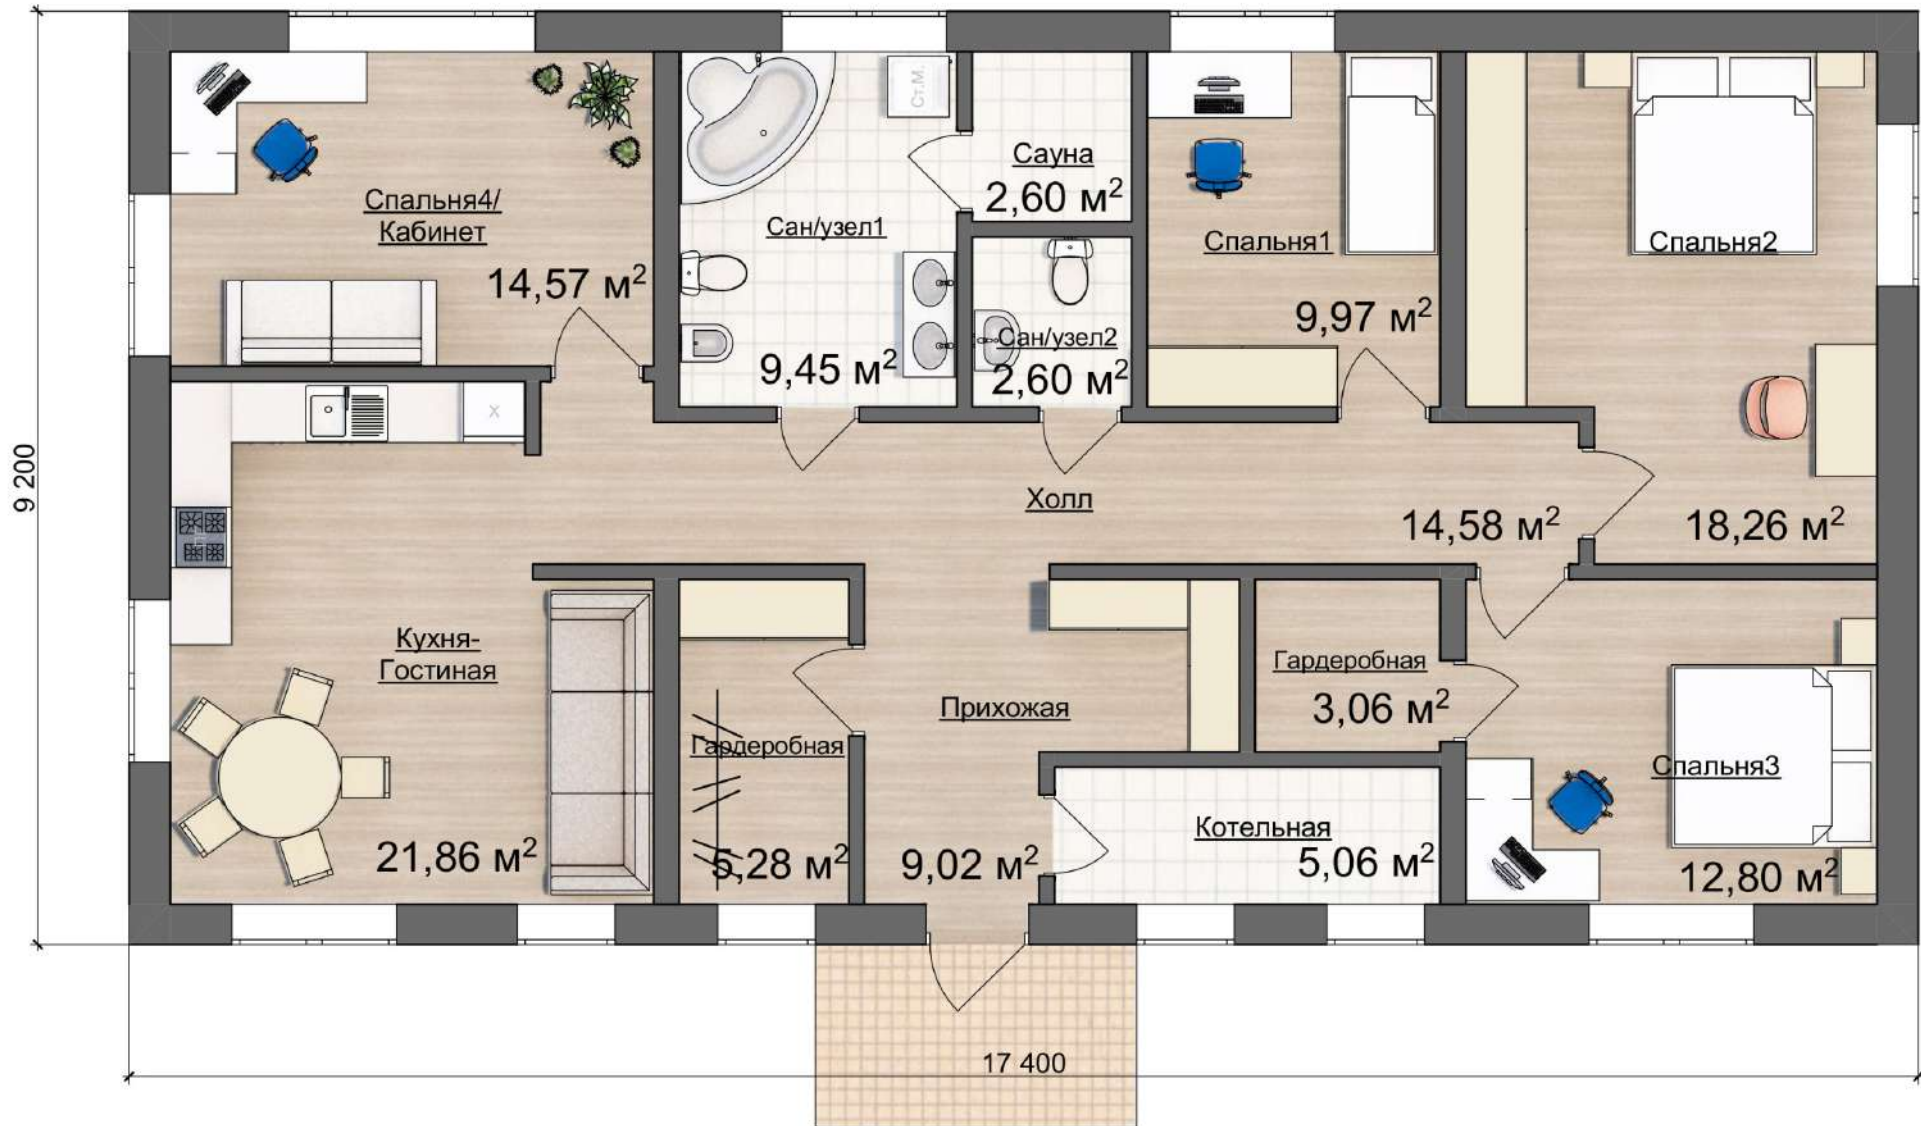 Ст.М.
Сауна
2,60 м²
Спальня4/
Кабинет
14,57 м²
Сан/узел1
9,45 м²
Сан/узел2
2,60 м²
Спальня1
9,97 м²
Спальня2
18,26 м²
X
Холл
14,58 м²
9 200
Кухня-
Гостиная
21,86 м²
Гардеробная
5,28 м²
Прихожая
9,02 м²
Гардеробная
3,06 м²
Котельная
5,06 м²
Спальня3
12,80 м²
17 400